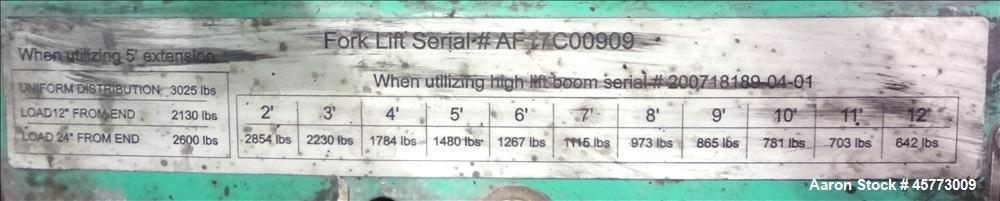 Fork Lift Serial # AF17C00909
When utilizing 5' extension
UNIFORM DISTRIBUTION 3025 lbs
LOAD12" FROM END 2130 lbs
LOAD 24" FROM END 2600 lbs
When utilizing high lift boom serial # 200718189-04-01
2' 3' 4' 5' 6' 7' 8' 9' 10' 11' 12'
2854 lbs 2230 lbs 1784 lbs 1480 lbs 1267 lbs 1115 lbs 973 lbs 865 lbs 781 lbs 703 lbs 642 lbs
Aaron Stock # 45773009